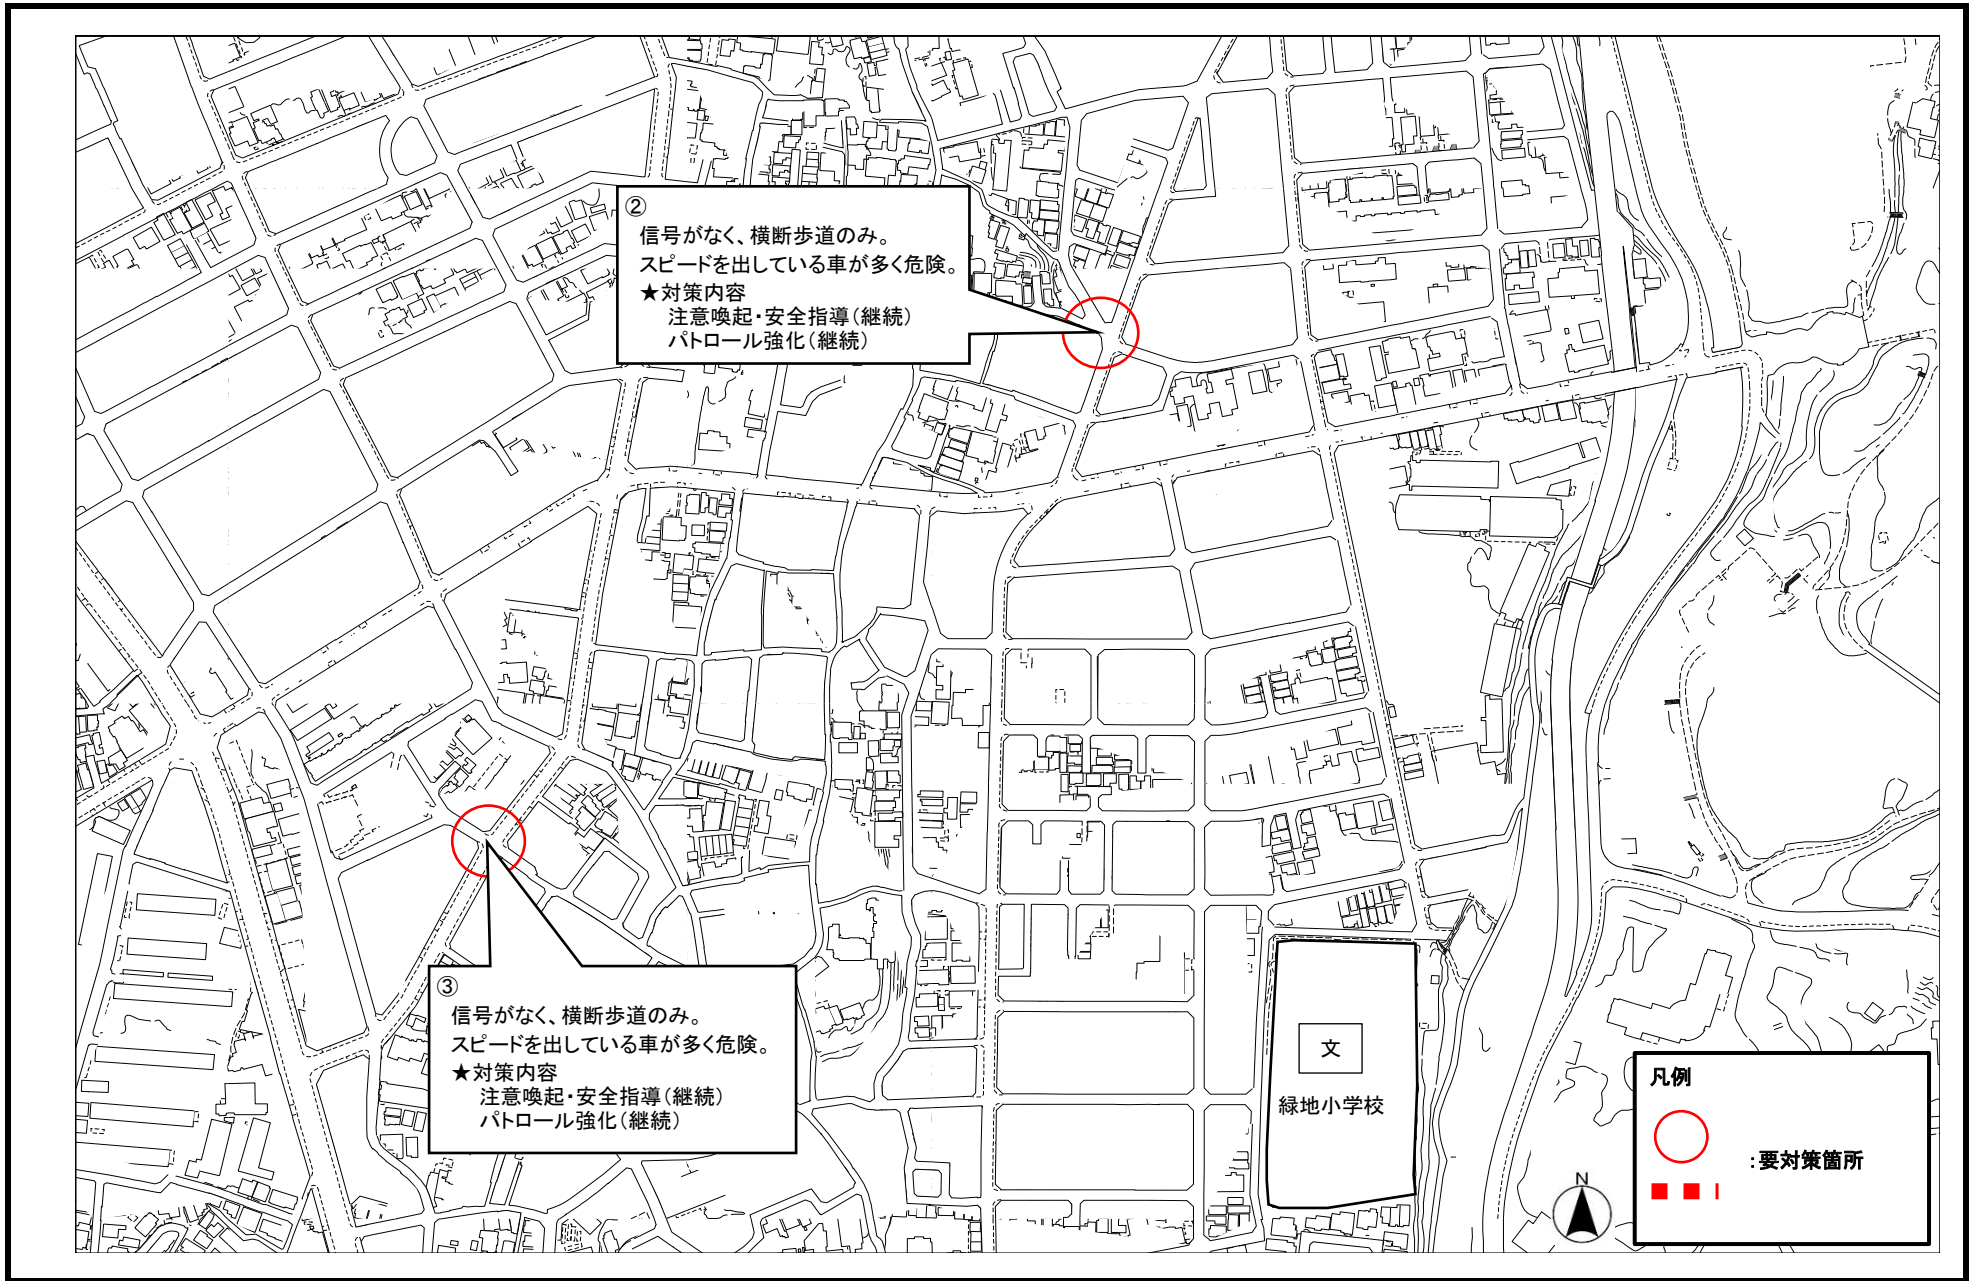 ②
信号がなく、横断歩道のみ。
スピードを出している車が多く危険。
★対策内容
注意喚起・安全指導(継続)
パトロール強化(継続)
③
信号がなく、横断歩道のみ。
スピードを出している車が多く危険。
★対策内容
注意喚起・安全指導(継続)
パトロール強化(継続)
文
緑地小学校
N
凡例
:要対策箇所